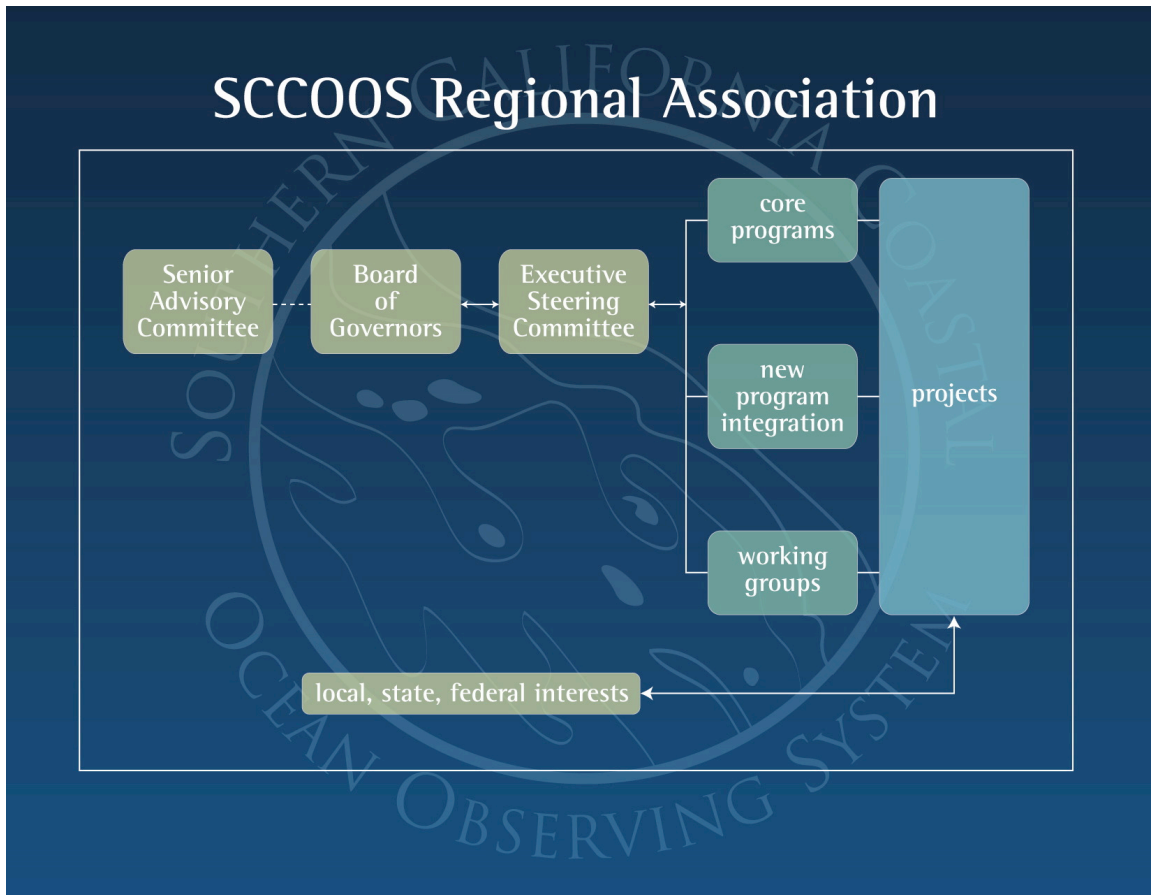 SCCOOS Regional Association
Senior
Advisory
Committee
Board
of
Governors
Executive
Steering
Committee
core
programs
new
program
integration
working
groups
projects
local, state, federal interests
SOUTHERN CALIFORNIA COASTAL
OCEAN OBSERVING SYSTEM